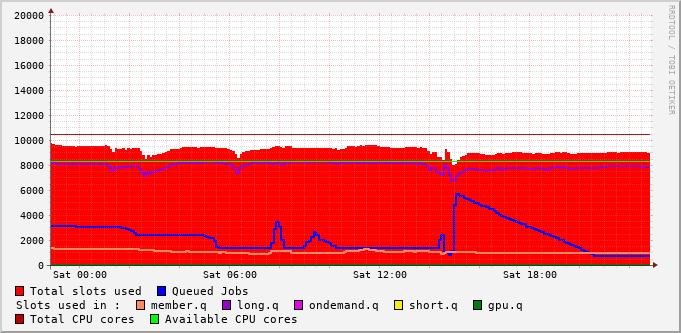 RRDTOOL / TOBI OETIKER
20000
18000
16000
14000
12000
10000
8000
6000
4000
2000
0
Sat 00:00 Sat 06:00 Sat 12:00 Sat 18:00
Total slots used Queued Jobs
Slots used in : member.q long.q ondemand.q short.q gpu.q
Total CPU cores Available CPU cores